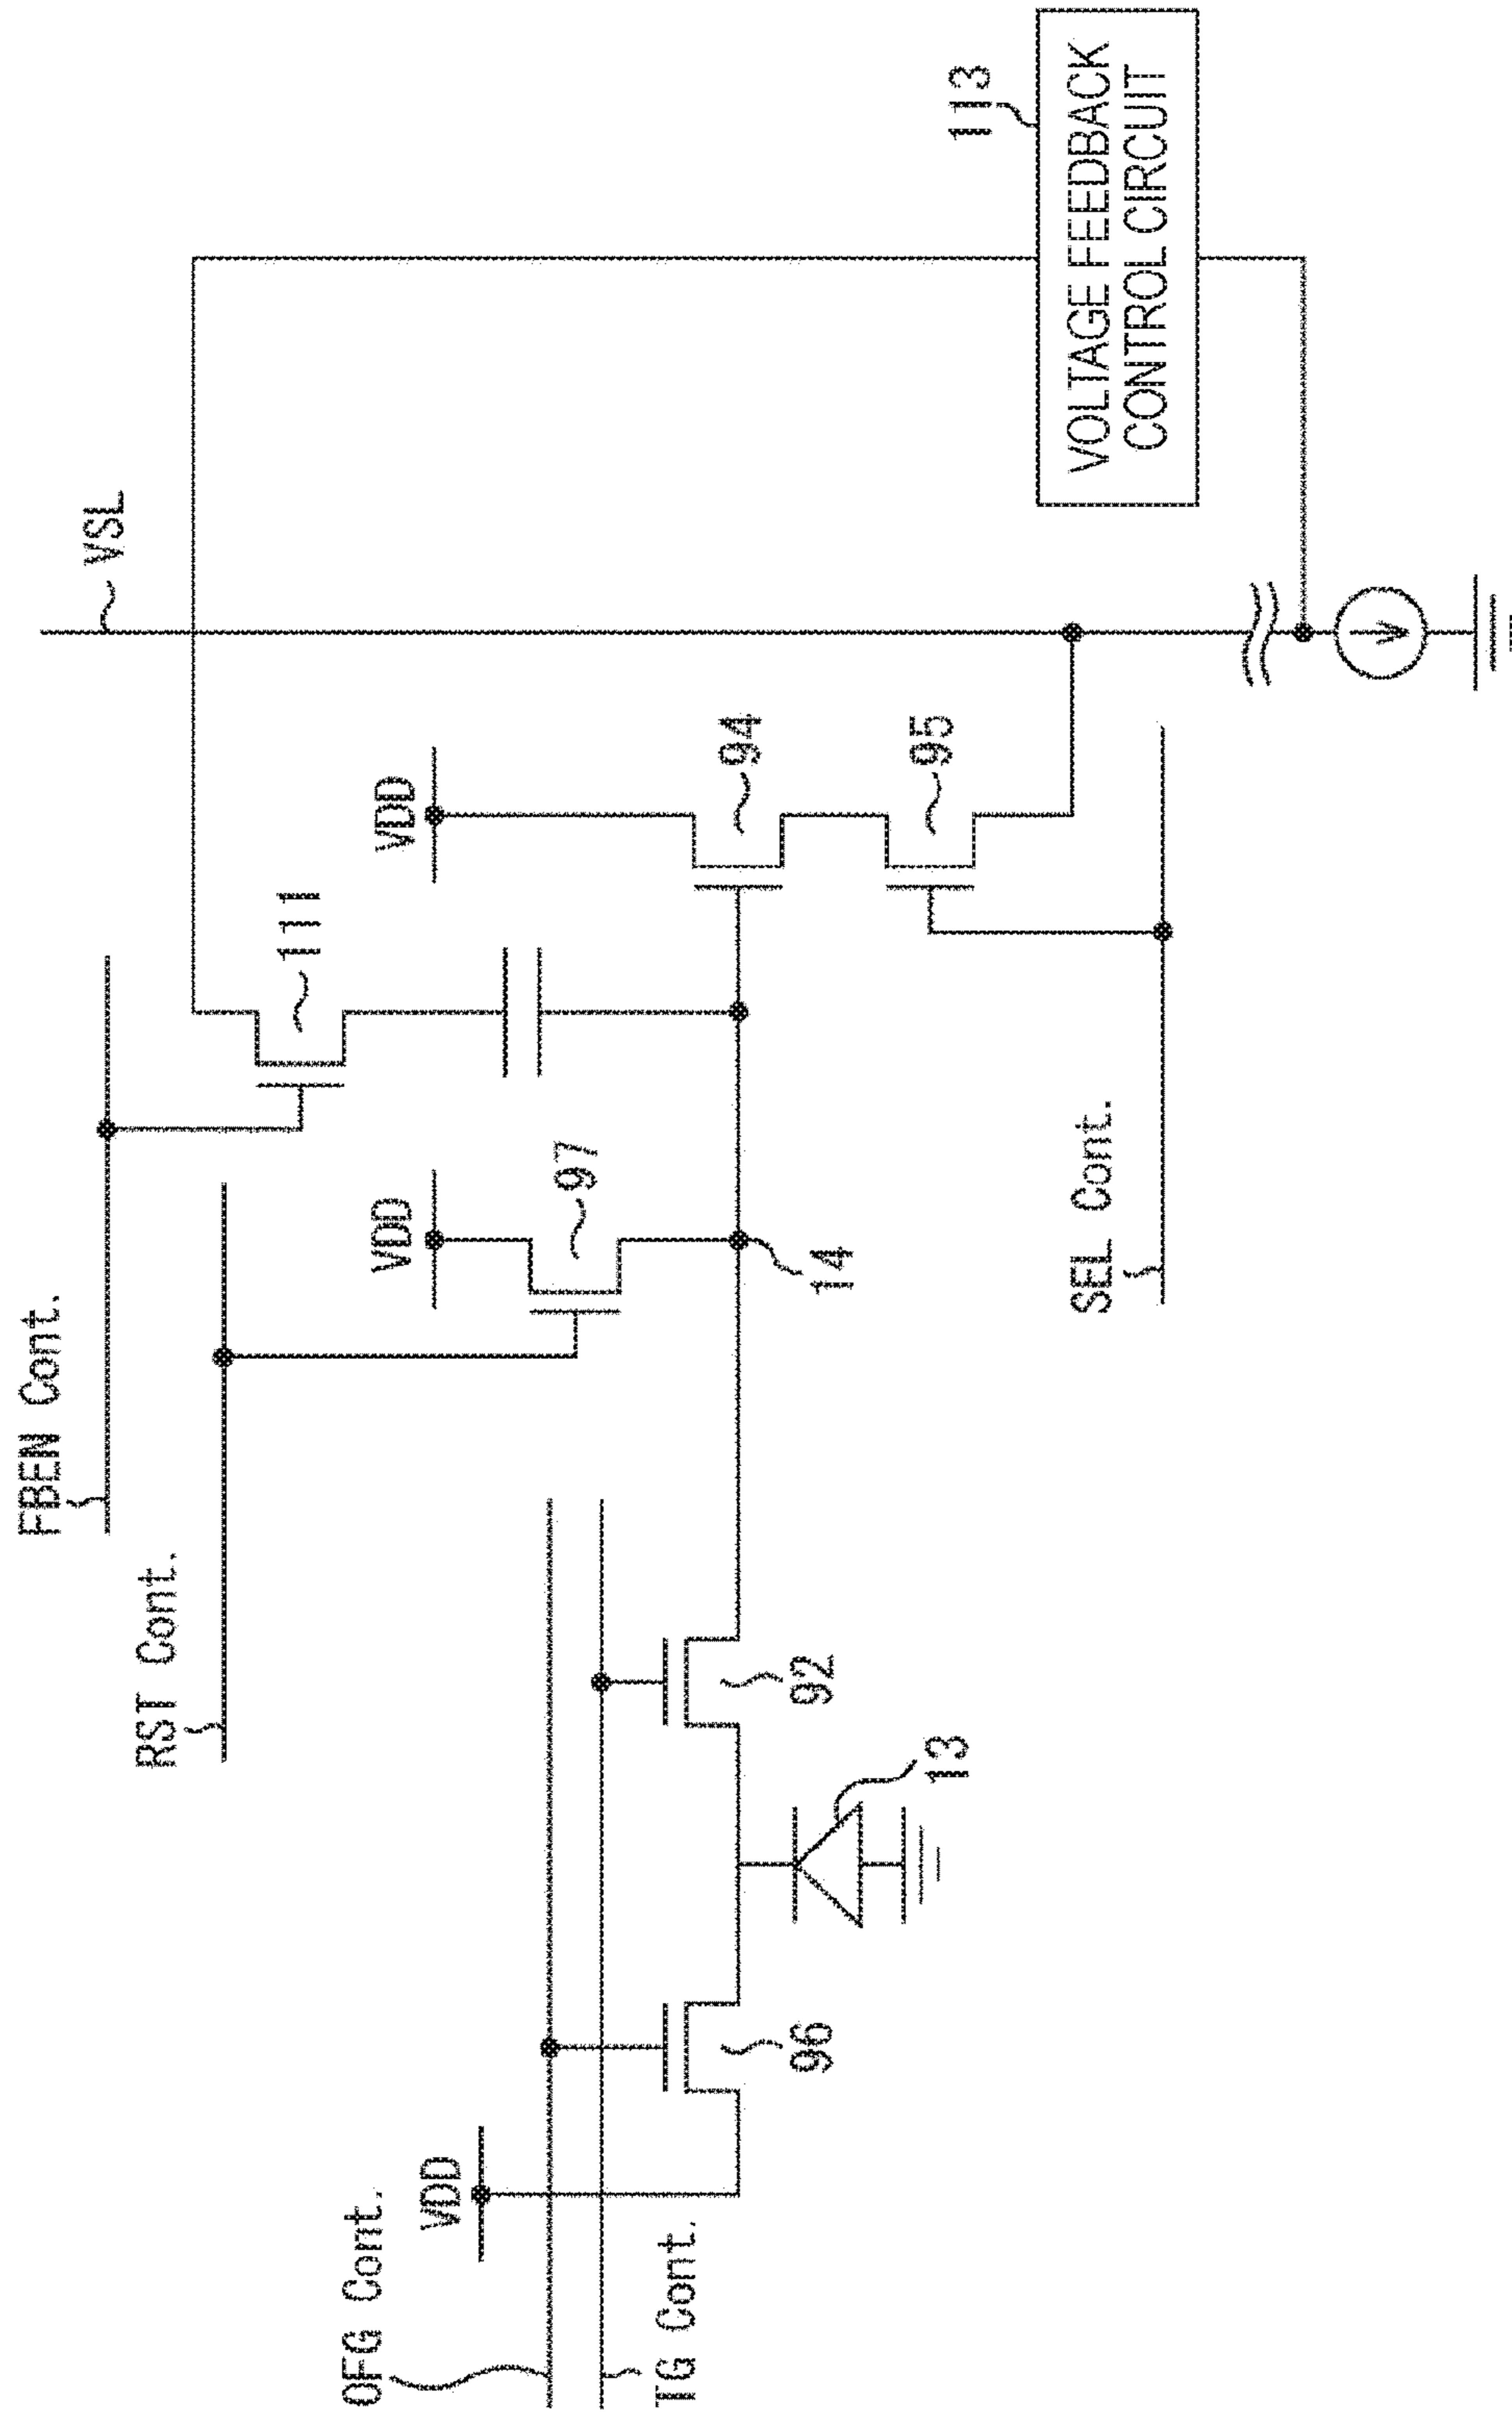 FBEN Cont.
VSL
RST Cont.
111
VDD
VDD
97
94
95
113
VOLTAGE FEEDBACK
CONTROL CIRCUIT
OFG Cont.
VDD
TG Cont.
96
92
13
14
SEL Cont.